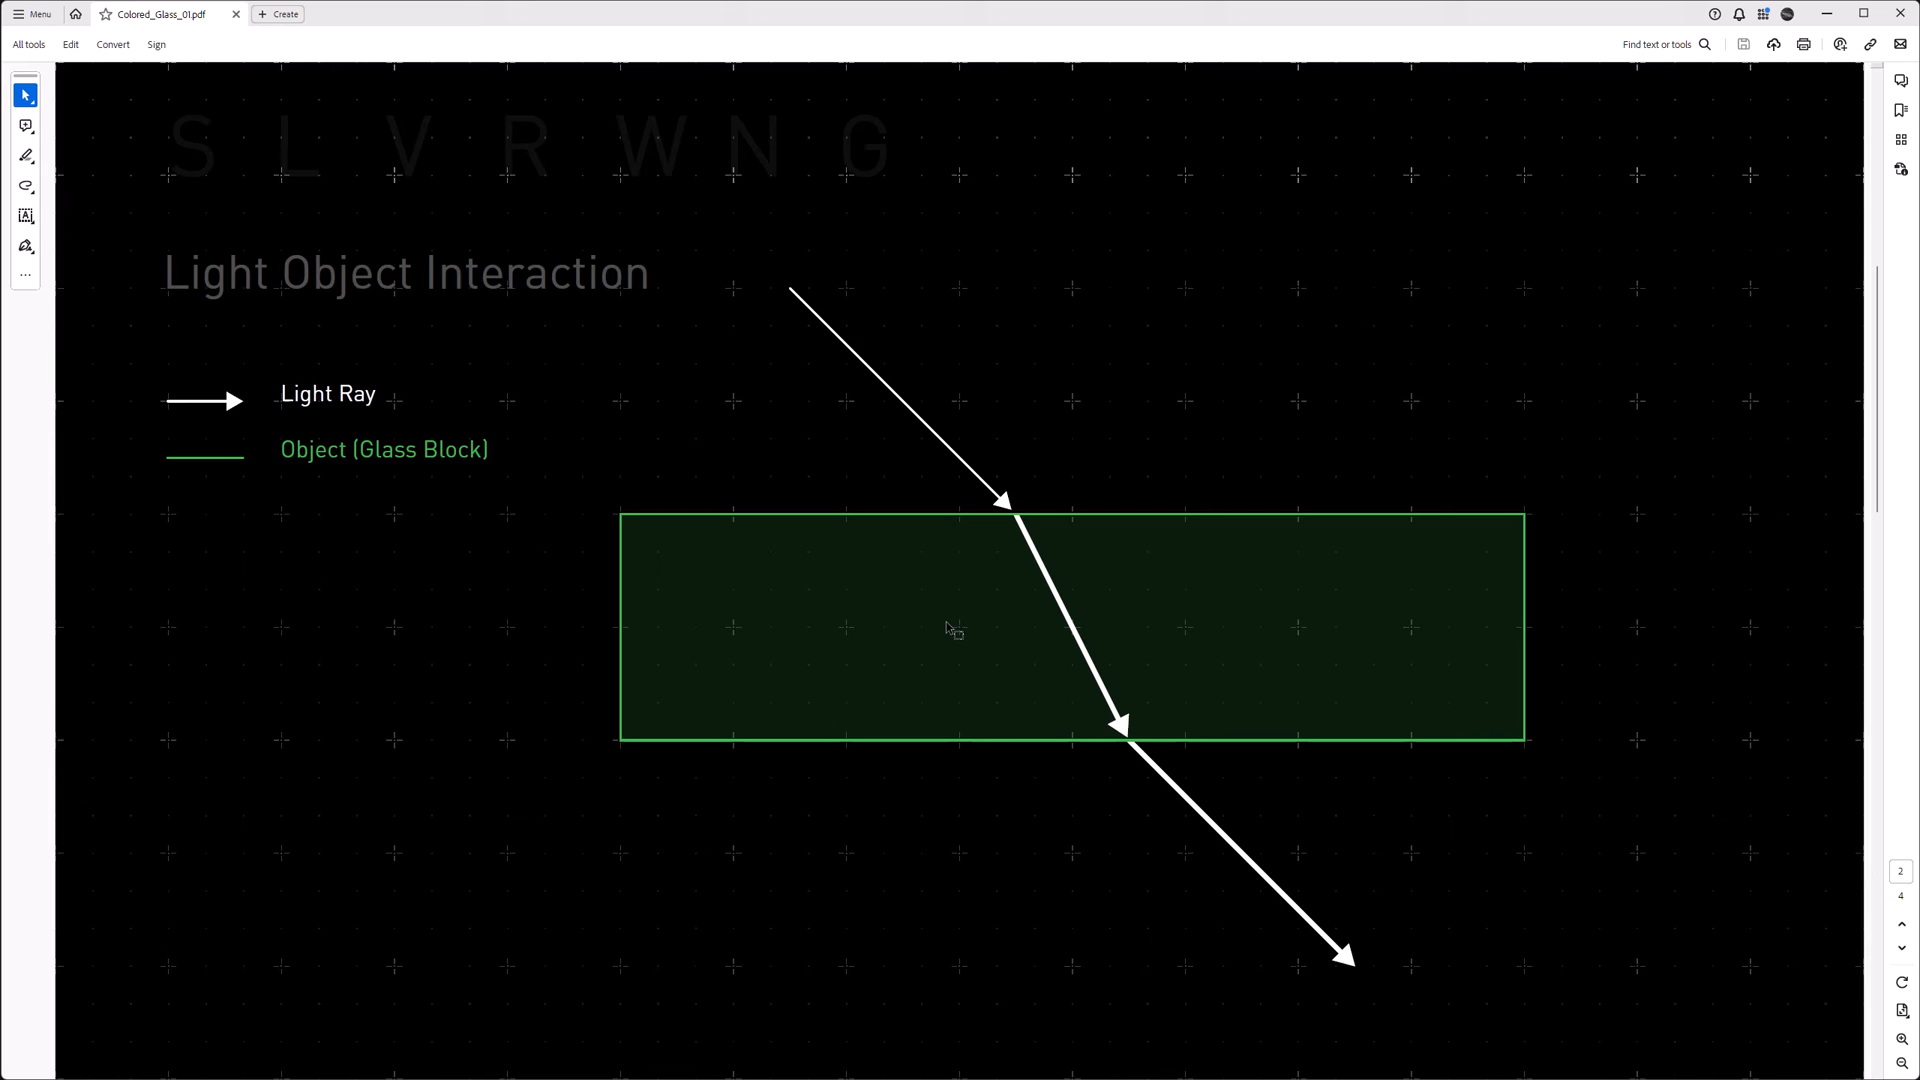 Menu
Colored_Glass_01.pdf
Create
All tools
Edit
Convert
Sign
Find text or tools
S L V R W N G
Light Object Interaction
Light Ray
Object (Glass Block)
2
4